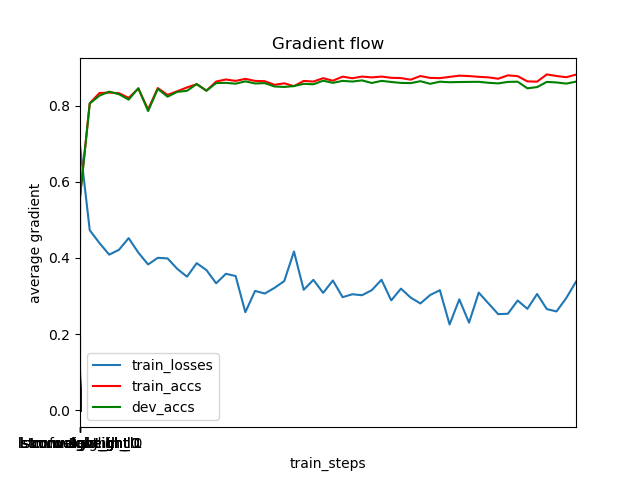 Gradient flow
average gradient
0.8
0.6
0.4
0.2
0.0
train_losses
train_accs
dev_accs
train_steps